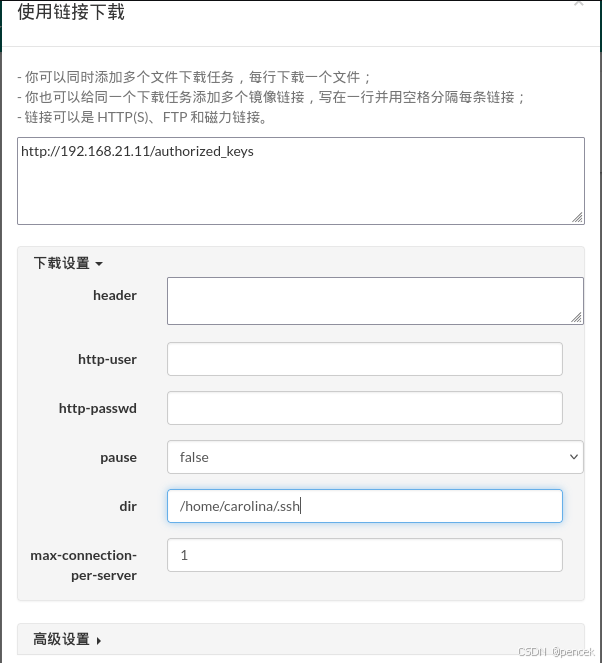 使用链接下载
- 你可以同时添加多个文件下载任务，每行下载一个文件；
- 你也可以给同一个下载任务添加多个镜像链接，写在一行并用空格分隔每条链接；
- 链接可以是 HTTP(S)、FTP 和磁力链接。
http://192.168.21.11/authorized_keys
下载设置
header
http-user
http-passwd
pause false
dir /home/carolina/.ssh
max-connection-
per-server 1
高级设置
CSDN @pencek